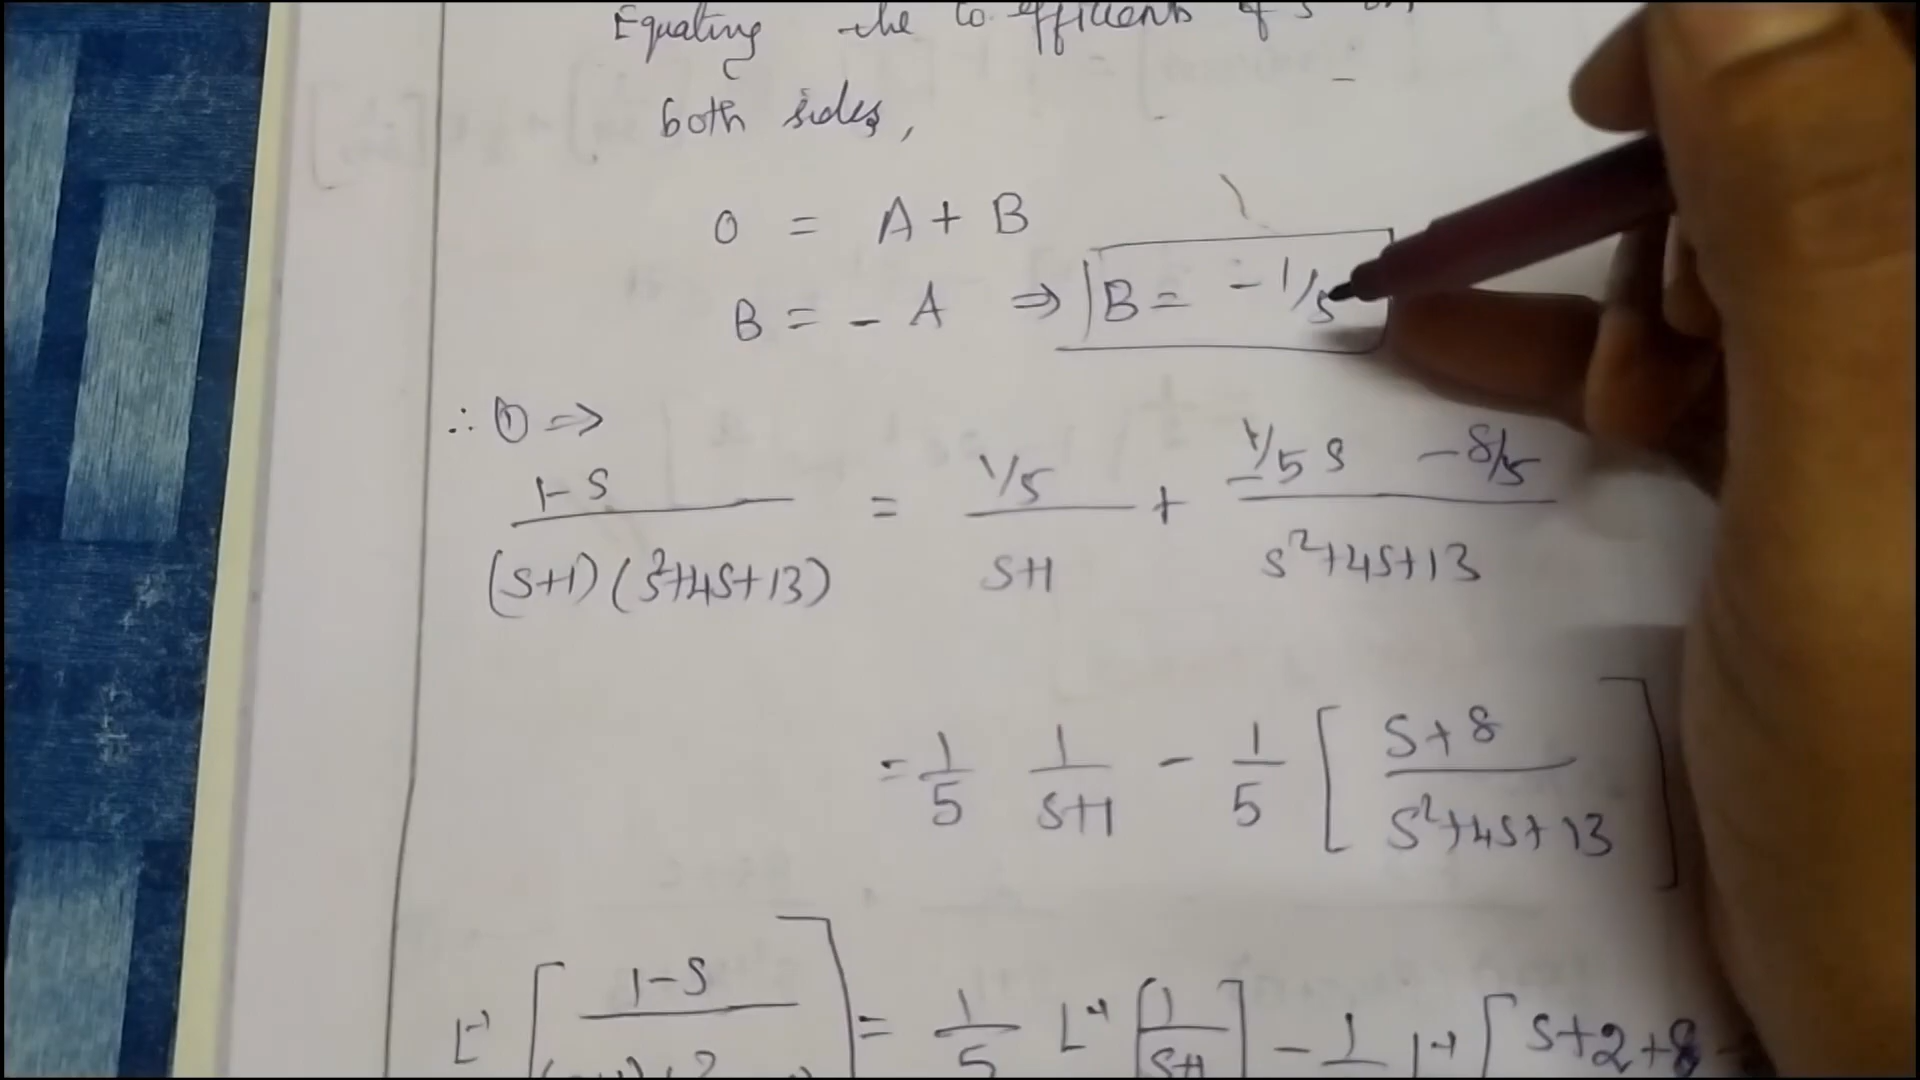 Equating the co efficients of s
both sides,
0 = A + B
B = - A ⇒ B = - 1/5
∴ ① ⇒
1-s / (s+1)(s²+4s+13) = 1/5 / s+1 + -1/5 s - 8/5 / s²+4s+13
= 1/5 1/s+1 - 1/5 [ s+8 / s²+4s+13 ]
L⁻¹ [ 1-s ] = 1/5 L⁻¹ [ 1/s+1 ] - 1 L⁻¹ [ s+2+8